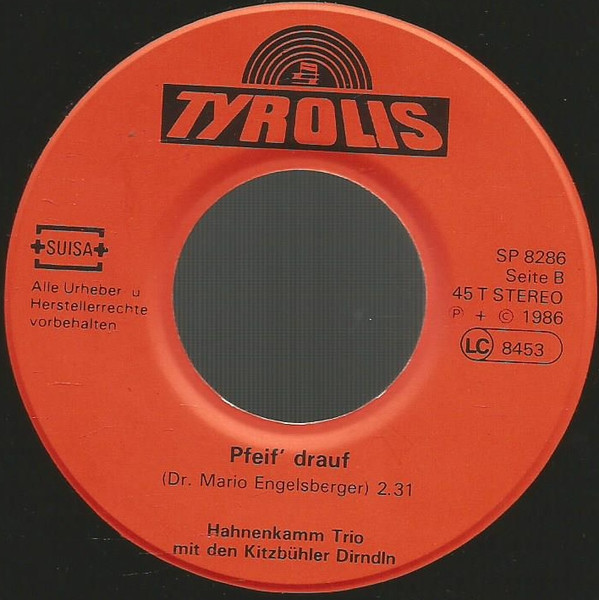 TYROLIS
SUISA
Alle Urheber u
Herstellerrechte
vorbehalten
SP 8286
Seite B
45 T STEREO
Ⓟ + © 1986
LC 8453
Pfeif' drauf
(Dr. Mario Engelsberger) 2.31
Hahnenkamm Trio
mit den Kitzbühler Dirndln